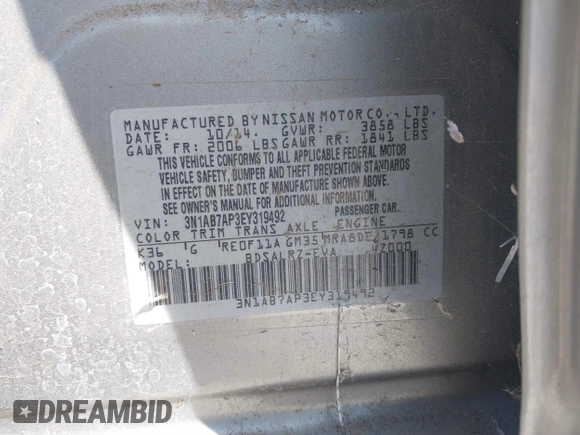 MANUFACTURED BY NISSAN MOTOR CO., LTD.
DATE: 10/14. GVWR: 3858 LBS
GAWR FR: 2006 LBS GAWR RR: 1841 LBS
THIS VEHICLE CONFORMS TO ALL APPLICABLE FEDERAL MOTOR
VEHICLE SAFETY, BUMPER AND THEFT PREVENTION STANDARDS
IN EFFECT ON THE DATE OF MANUFACTURE SHOWN ABOVE.
SEE OWNER'S MANUAL FOR ADDITIONAL INFORMATION
VIN: 3N1AB7AP3EY319492 PASSENGER CAR
COLOR TRIM TRANS AXLE ENGINE
K36 G RE0F11A GM35 MRA8DE 1798 CC
MODEL: BDSALRZ-EVA 47000
3N1AB7AP3EY319492
DREAMBID